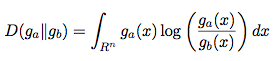 D(g_a‖g_b) = ∫_{R^n} g_a(x) log (g_a(x)/g_b(x)) dx